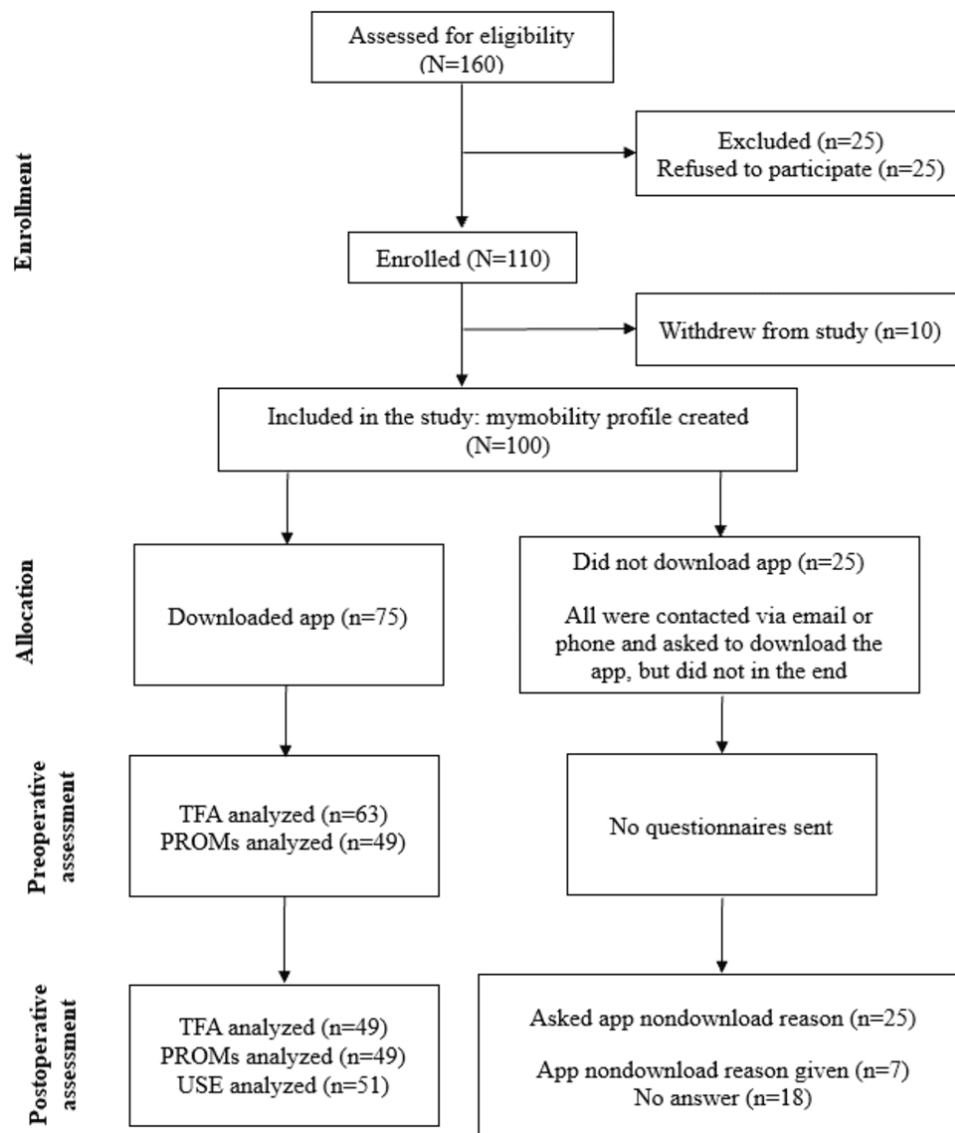 Assessed for eligibility
(N=160)
Enrollment
Excluded (n=25)
Refused to participate (n=25)
Enrolled (N=110)
Withdrew from study (n=10)
Included in the study: mymobility profile created
(N=100)
Allocation
Downloaded app (n=75)
Did not download app (n=25)
All were contacted via email or
phone and asked to download the
app, but did not in the end
Preoperative
assessment
TFA analyzed (n=63)
PROMs analyzed (n=49)
No questionnaires sent
Postoperative
assessment
TFA analyzed (n=49)
PROMs analyzed (n=49)
USE analyzed (n=51)
Asked app nondownload reason (n=25)
App nondownload reason given (n=7)
No answer (n=18)